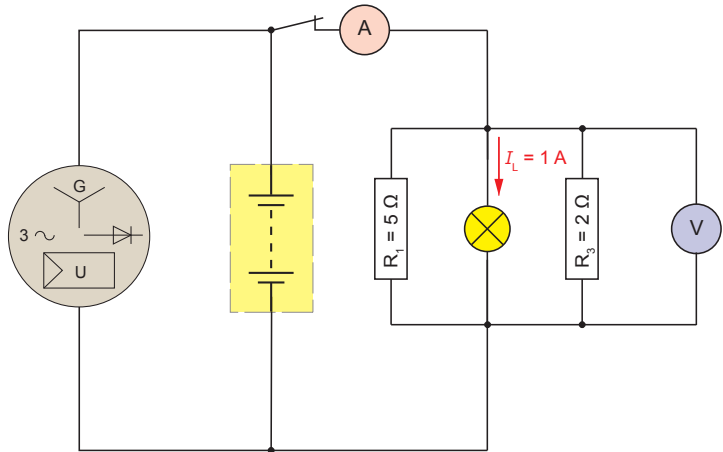 A
G
3
U
I_L = 1 A
R_1 = 5 Ω
R_3 = 2 Ω
V